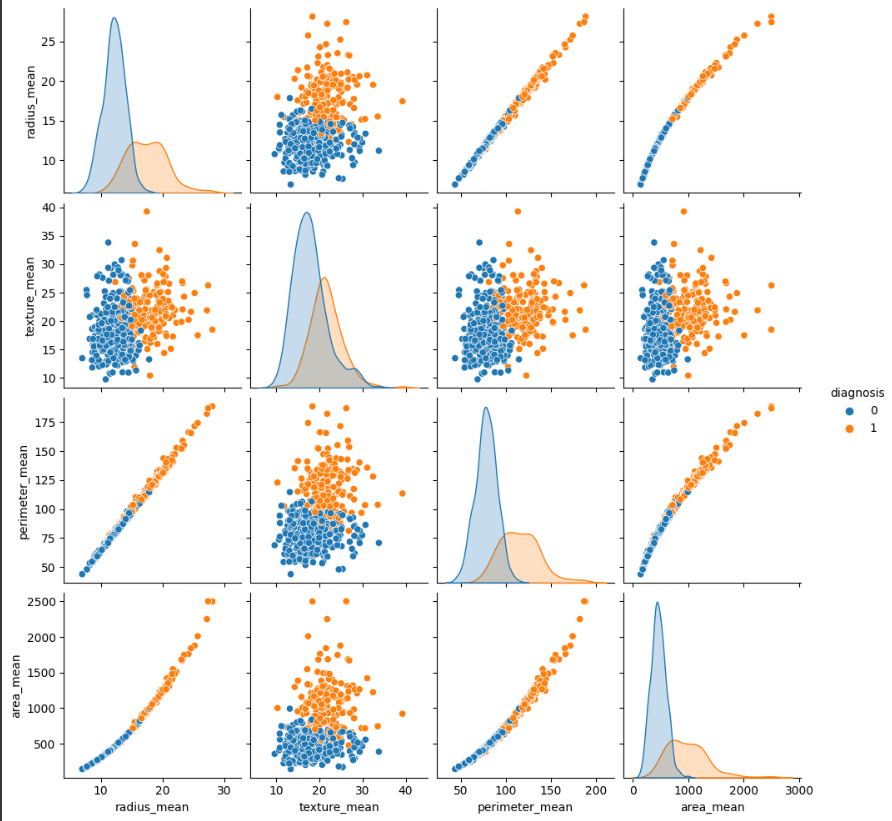 radius_mean
25
20
15
10
texture_mean
40
35
30
25
20
15
10
diagnosis
0
1
perimeter_mean
175
150
125
100
75
50
area_mean
2500
2000
1500
1000
500
10 20 30
10 20 30 40
50 100 150 200
0 1000 2000 3000
radius_mean
texture_mean
perimeter_mean
area_mean